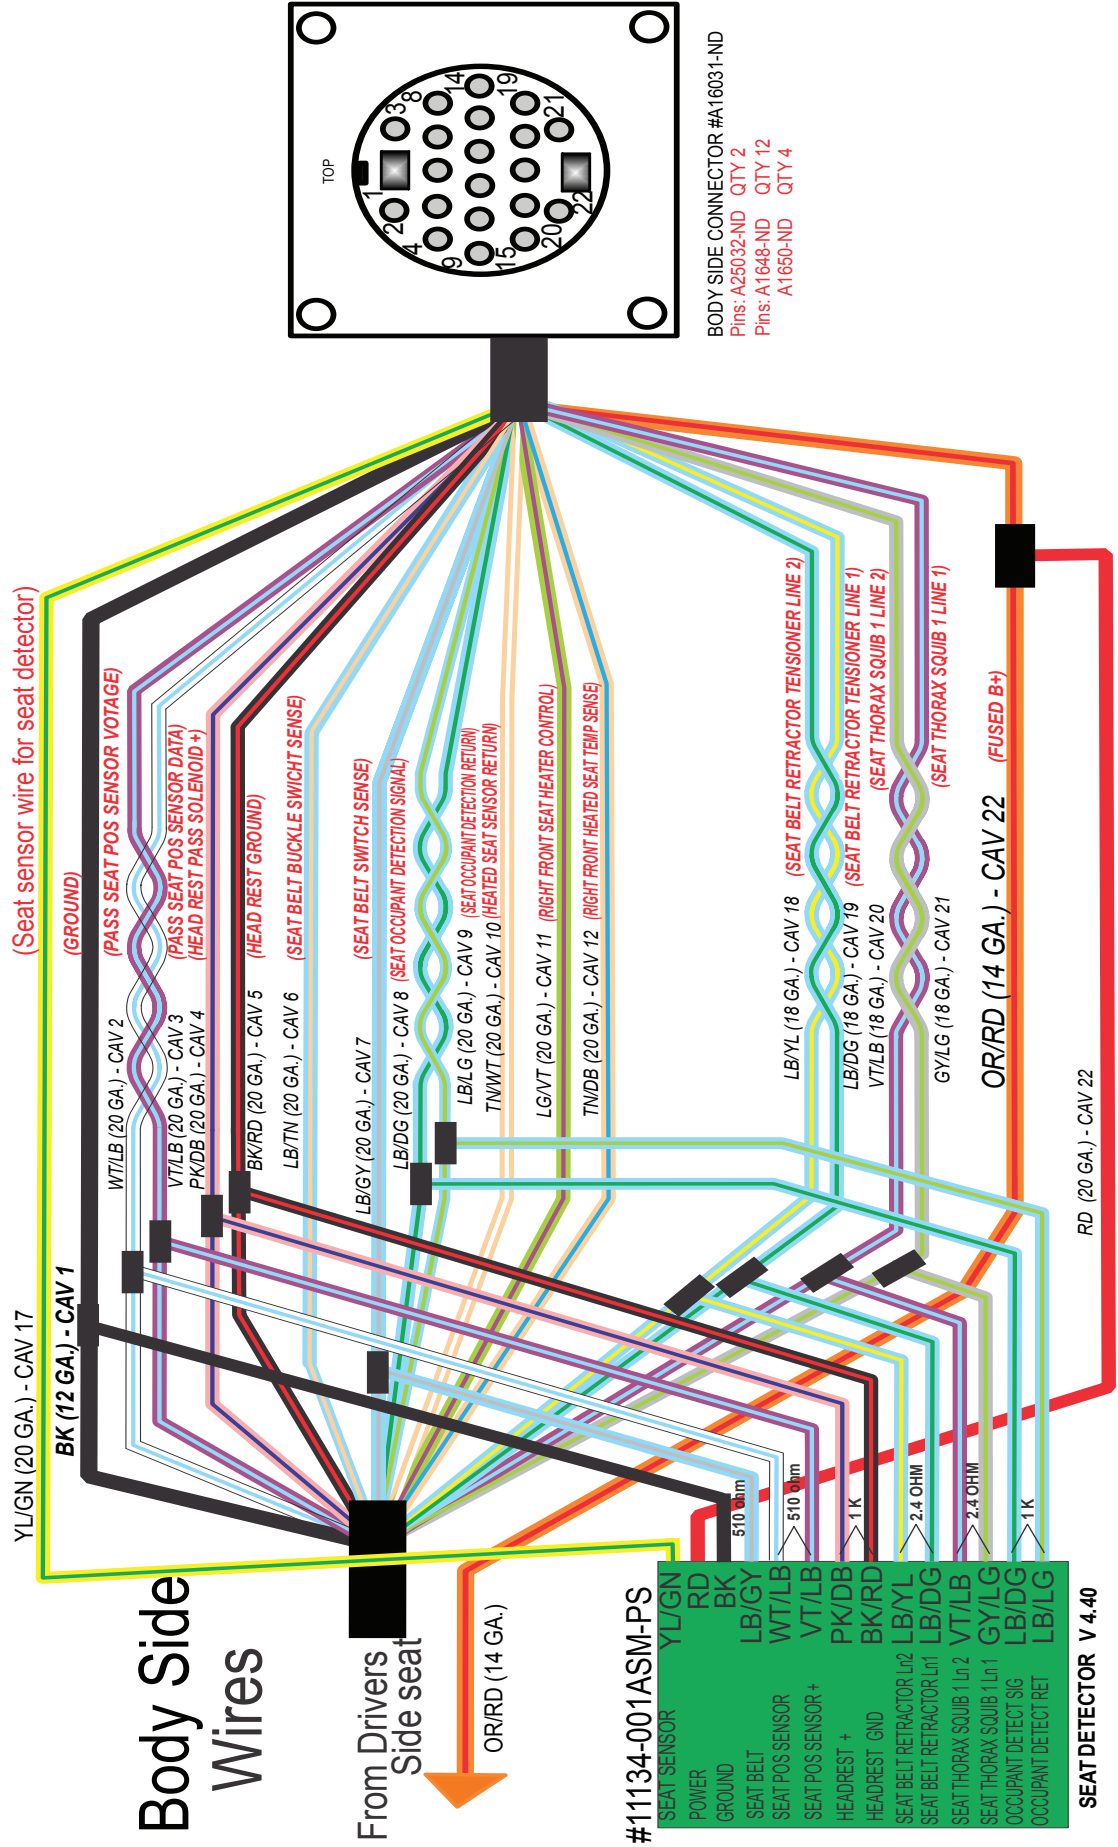 TOP
1
2
3
4
8
9
14
15
19
20
21
22
BODY SIDE CONNECTOR #A16031-ND
Pins: A25032-ND QTY 2
Pins: A1648-ND QTY 12
A1650-ND QTY 4
(Seat sensor wire for seat detector)
YL/GN (20 GA.) - CAV 17
(GROUND)
BK (12 GA.) - CAV 1
(PASS SEAT POS SENSOR VOTAGE)
WT/LB (20 GA.) - CAV 2
(PASS SEAT POS SENSOR DATA)
VT/LB (20 GA.) - CAV 3
(HEAD REST PASS SOLENOID +)
PK/DB (20 GA.) - CAV 4
(HEAD REST GROUND)
BK/RD (20 GA.) - CAV 5
(SEAT BELT BUCKLE SWICHT SENSE)
LB/TN (20 GA.) - CAV 6
(SEAT BELT SWITCH SENSE)
LB/GY (20 GA.) - CAV 7
(SEAT OCCUPANT DETECTION SIGNAL)
LB/DG (20 GA.) - CAV 8
(SEAT OCCUPANT DETECTION RETURN)
LB/LG (20 GA.) - CAV 9
(HEATED SEAT SENSOR RETURN)
TN/WT (20 GA.) - CAV 10
(RIGHT FRONT SEAT HEATER CONTROL)
LG/VT (20 GA.) - CAV 11
(RIGHT FRONT HEATED SEAT TEMP SENSE)
TN/DB (20 GA.) - CAV 12
(SEAT BELT RETRACTOR TENSIONER LINE 2)
LB/YL (18 GA.) - CAV 18
(SEAT BELT RETRACTOR TENSIONER LINE 1)
LB/DG (18 GA.) - CAV 19
(SEAT THORAX SQUIB 1 LINE 2)
VT/LB (18 GA.) - CAV 20
(SEAT THORAX SQUIB 1 LINE 1)
GY/LG (18 GA.) - CAV 21
(FUSED B+)
OR/RD (14 GA.) - CAV 22
RD (20 GA.) - CAV 22
Body Side
Wires
From Drivers
Side seat
OR/RD (14 GA.)
#11134-001ASM-PS
SEAT SENSOR YL/GN
POWER RD
GROUND BK
SEAT BELT LB/GY 510 ohm
SEAT POS SENSOR WT/LB
510 ohm
SEAT POS SENSOR + VT/LB
HEADREST + PK/DB
1 K
HEADREST GND BK/RD
SEAT BELT RETRACTOR Ln2 LB/YL
2.4 OHM
SEAT BELT RETRACTOR Ln1 LB/DG
SEAT THORAX SQUIB 1 Ln 2 VT/LB
2.4 OHM
SEAT THORAX SQUIB 1 Ln 1 GY/LG
OCCUPANT DETECT SIG LB/DG
1 K
OCCUPANT DETECT RET LB/LG
SEAT DETECTOR V 4.40